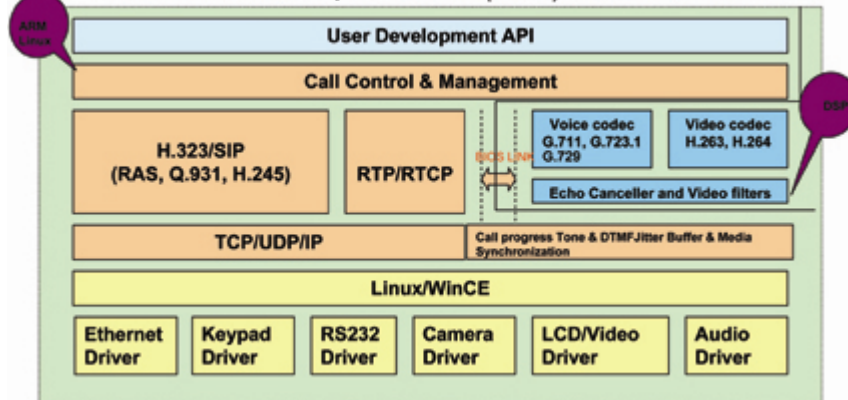 ARM
Linux
User Development API
Call Control & Management
DSP
H.323/SIP
(RAS, Q.931, H.245)
RTP/RTCP
BIOS LINK
Voice codec
G.711, G.723.1
G.729
Video codec
H.263, H.264
Echo Canceller and Video filters
TCP/UDP/IP
Call progress Tone & DTMFJitter Buffer & Media
Synchronization
Linux/WinCE
Ethernet
Driver
Keypad
Driver
RS232
Driver
Camera
Driver
LCD/Video
Driver
Audio
Driver